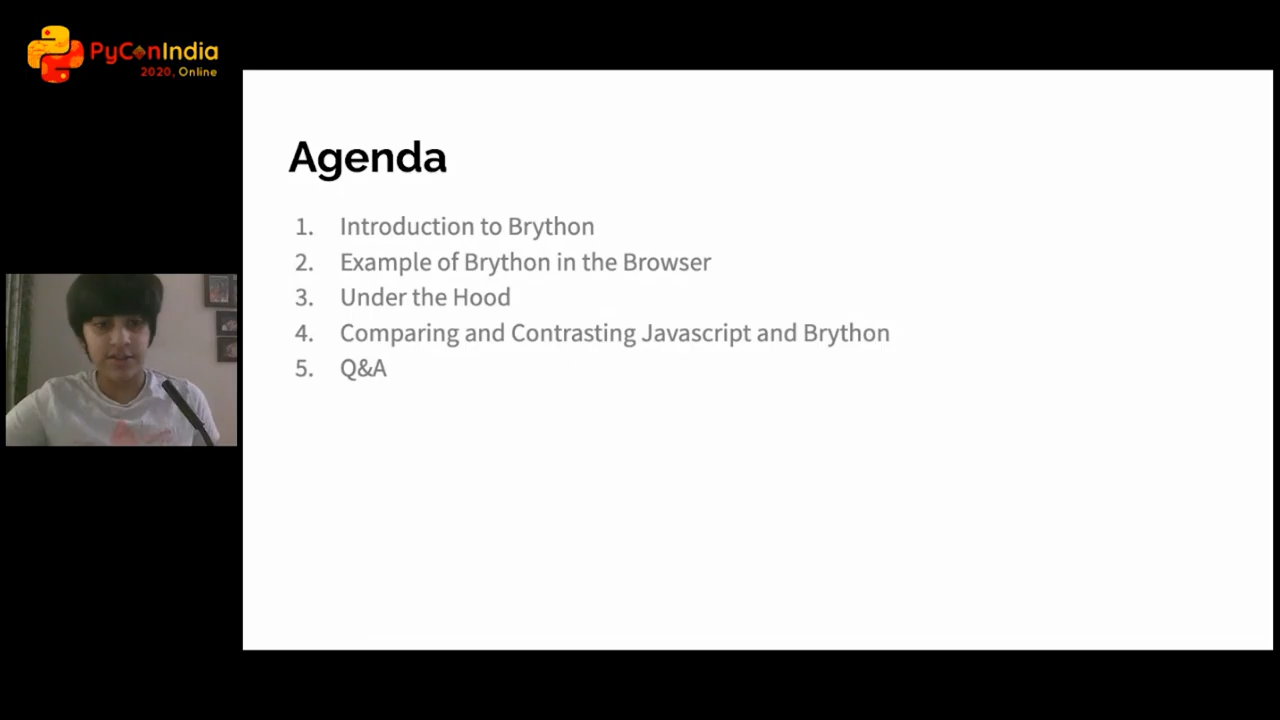 PyConIndia
2020, Online
Agenda
1. Introduction to Brython
2. Example of Brython in the Browser
3. Under the Hood
4. Comparing and Contrasting Javascript and Brython
5. Q&A